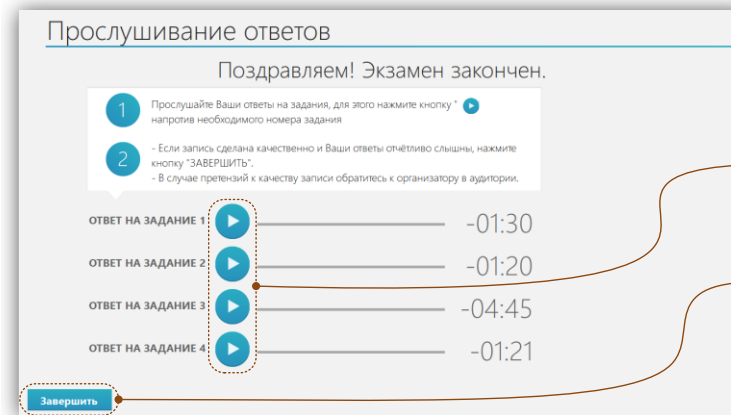 Прослушивание ответов
Поздравляем! Экзамен закончен.
1
Прослушайте Ваши ответы на задания, для этого нажмите кнопку "
напротив необходимого номера задания
2
- Если запись сделана качественно и Ваши ответы отчётливо слышны, нажмите
кнопку "ЗАВЕРШИТЬ".
- В случае претензий к качеству записи обратитесь к организатору в аудитории.
ОТВЕТ НА ЗАДАНИЕ 1 -01:30
ОТВЕТ НА ЗАДАНИЕ 2 -01:20
ОТВЕТ НА ЗАДАНИЕ 3 -04:45
ОТВЕТ НА ЗАДАНИЕ 4 -01:21
Завершить